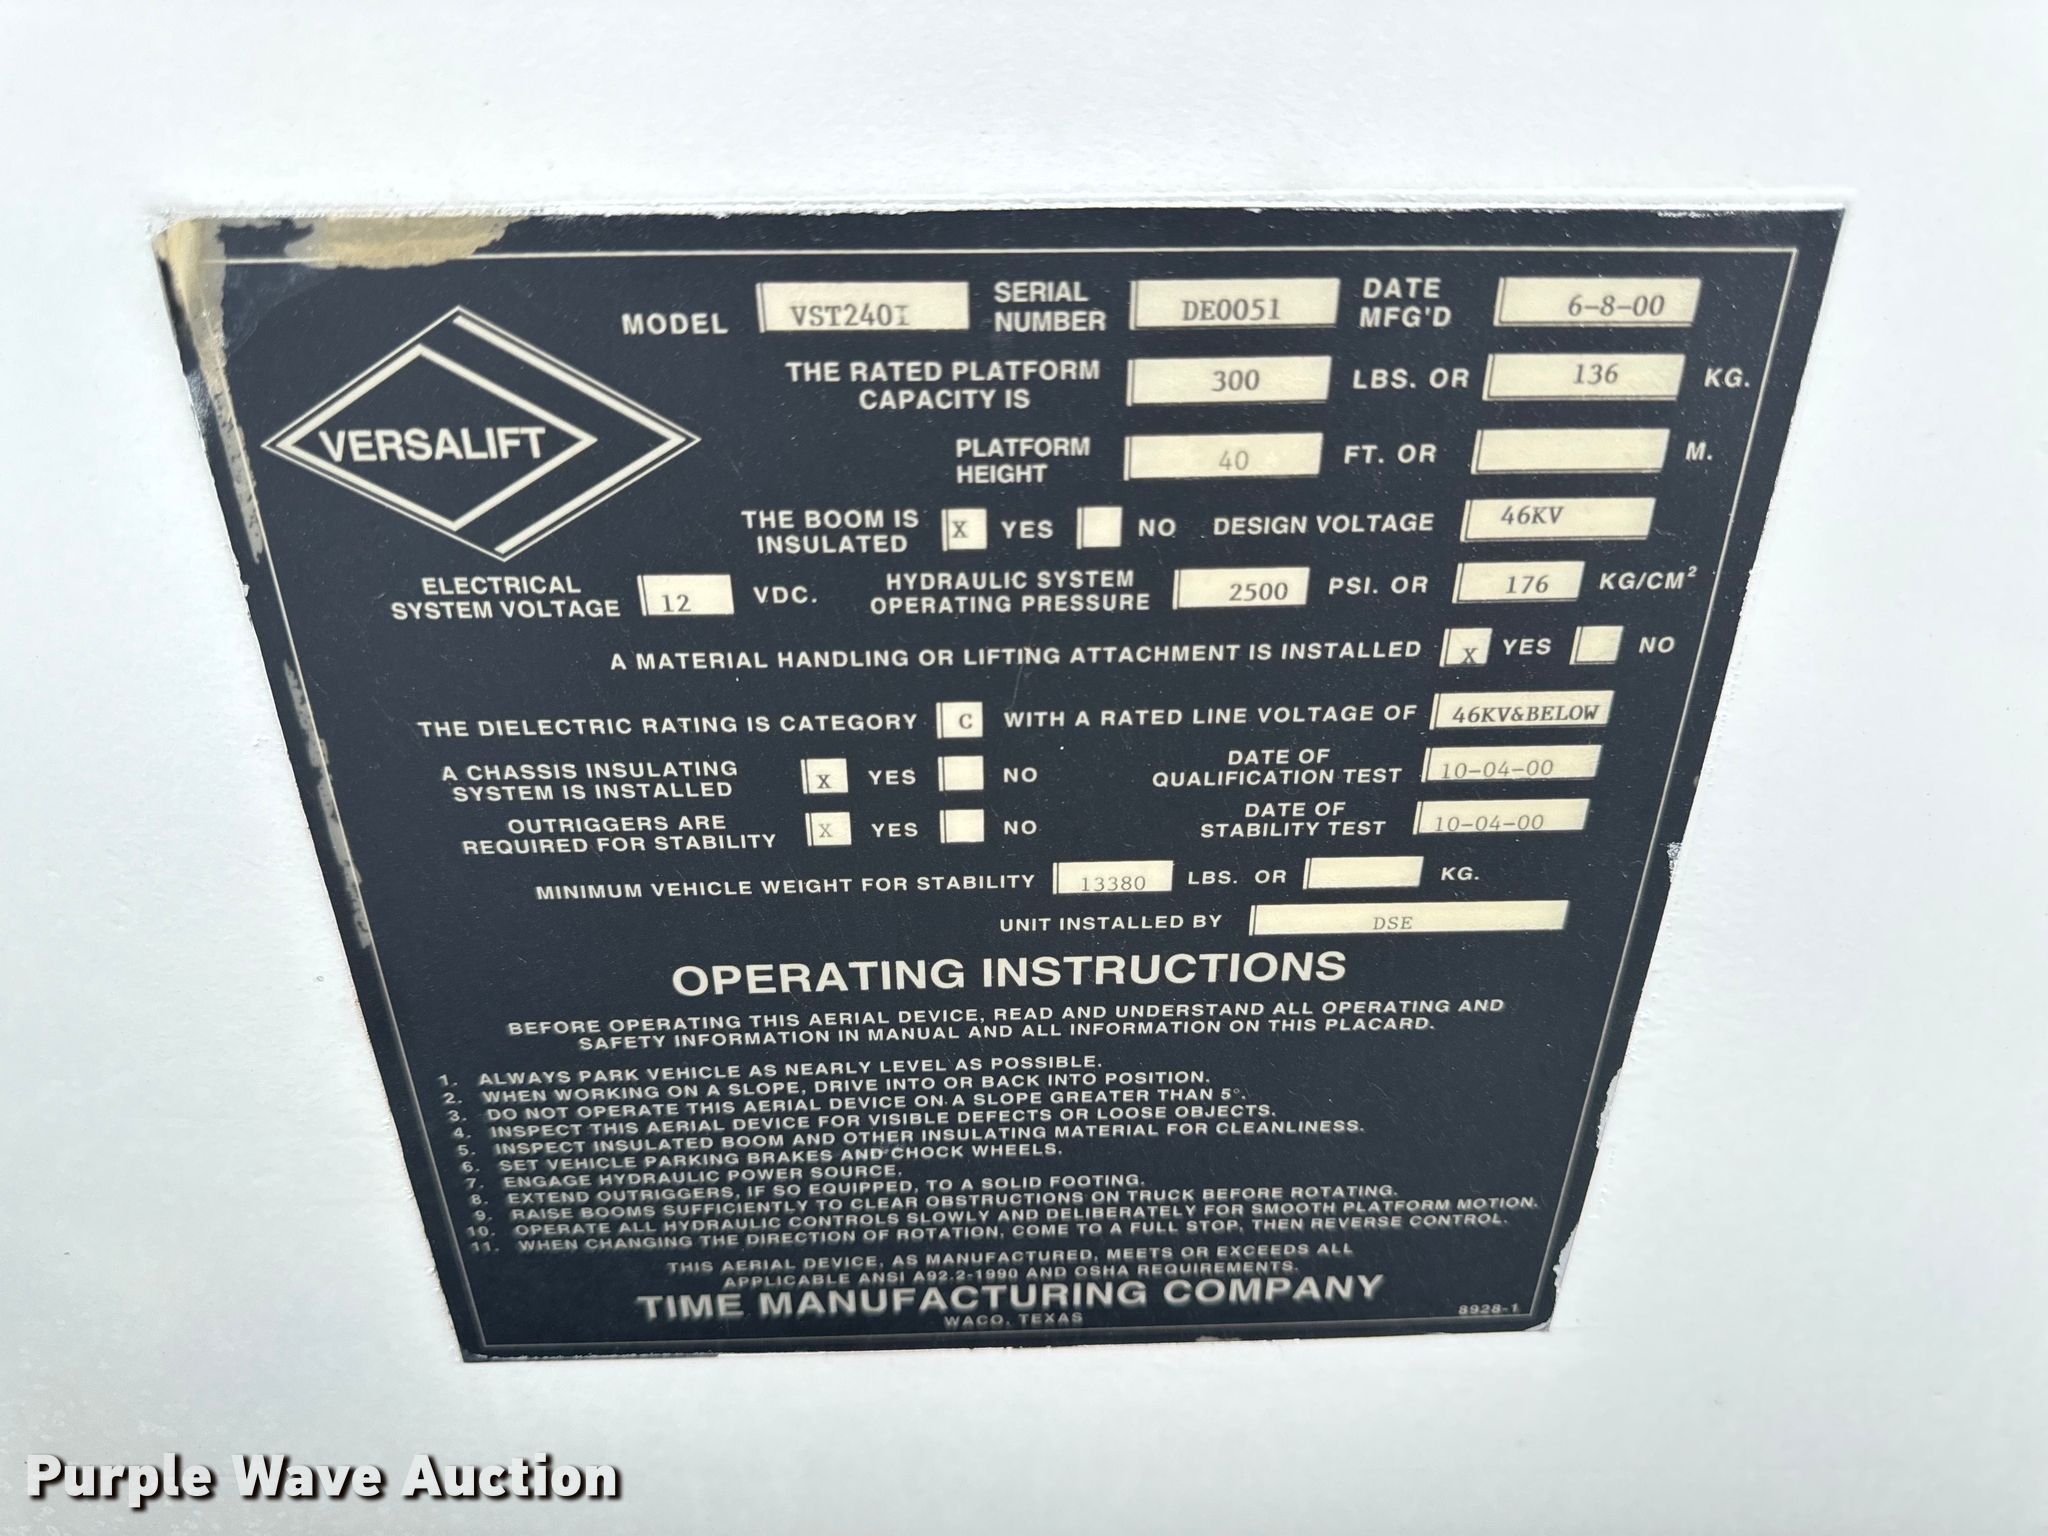 VERSALIFT
MODEL VST240I SERIAL NUMBER DE0051 DATE MFG'D 6-8-00
THE RATED PLATFORM CAPACITY IS 300 LBS. OR 136 KG.
PLATFORM HEIGHT 40 FT. OR M.
THE BOOM IS INSULATED X YES NO DESIGN VOLTAGE 46KV
ELECTRICAL SYSTEM VOLTAGE 12 VDC. HYDRAULIC SYSTEM OPERATING PRESSURE 2500 PSI. OR 176 KG/CM²
A MATERIAL HANDLING OR LIFTING ATTACHMENT IS INSTALLED X YES NO
THE DIELECTRIC RATING IS CATEGORY C WITH A RATED LINE VOLTAGE OF 46KV&BELOW
A CHASSIS INSULATING SYSTEM IS INSTALLED X YES NO DATE OF QUALIFICATION TEST 10-04-00
OUTRIGGERS ARE REQUIRED FOR STABILITY X YES NO DATE OF STABILITY TEST 10-04-00
MINIMUM VEHICLE WEIGHT FOR STABILITY 13380 LBS. OR KG.
UNIT INSTALLED BY DSE
OPERATING INSTRUCTIONS
BEFORE OPERATING THIS AERIAL DEVICE, READ AND UNDERSTAND ALL OPERATING AND
SAFETY INFORMATION IN MANUAL AND ALL INFORMATION ON THIS PLACARD.
1. ALWAYS PARK VEHICLE AS NEARLY LEVEL AS POSSIBLE.
2. WHEN WORKING ON A SLOPE, DRIVE INTO OR BACK INTO POSITION.
3. DO NOT OPERATE THIS AERIAL DEVICE ON A SLOPE GREATER THAN 5°.
4. INSPECT THIS AERIAL DEVICE FOR VISIBLE DEFECTS OR LOOSE OBJECTS.
5. INSPECT INSULATED BOOM AND OTHER INSULATING MATERIAL FOR CLEANLINESS.
6. SET VEHICLE PARKING BRAKES AND CHOCK WHEELS.
7. ENGAGE HYDRAULIC POWER SOURCE.
8. EXTEND OUTRIGGERS, IF SO EQUIPPED, TO A SOLID FOOTING.
9. RAISE BOOMS SUFFICIENTLY TO CLEAR OBSTRUCTIONS ON TRUCK BEFORE ROTATING.
10. OPERATE ALL HYDRAULIC CONTROLS SLOWLY AND DELIBERATELY FOR SMOOTH PLATFORM MOTION.
11. WHEN CHANGING THE DIRECTION OF ROTATION, COME TO A FULL STOP, THEN REVERSE CONTROL.
THIS AERIAL DEVICE, AS MANUFACTURED, MEETS OR EXCEEDS ALL
APPLICABLE ANSI A92.2-1990 AND OSHA REQUIREMENTS.
TIME MANUFACTURING COMPANY
WACO, TEXAS
8928-1
Purple Wave Auction